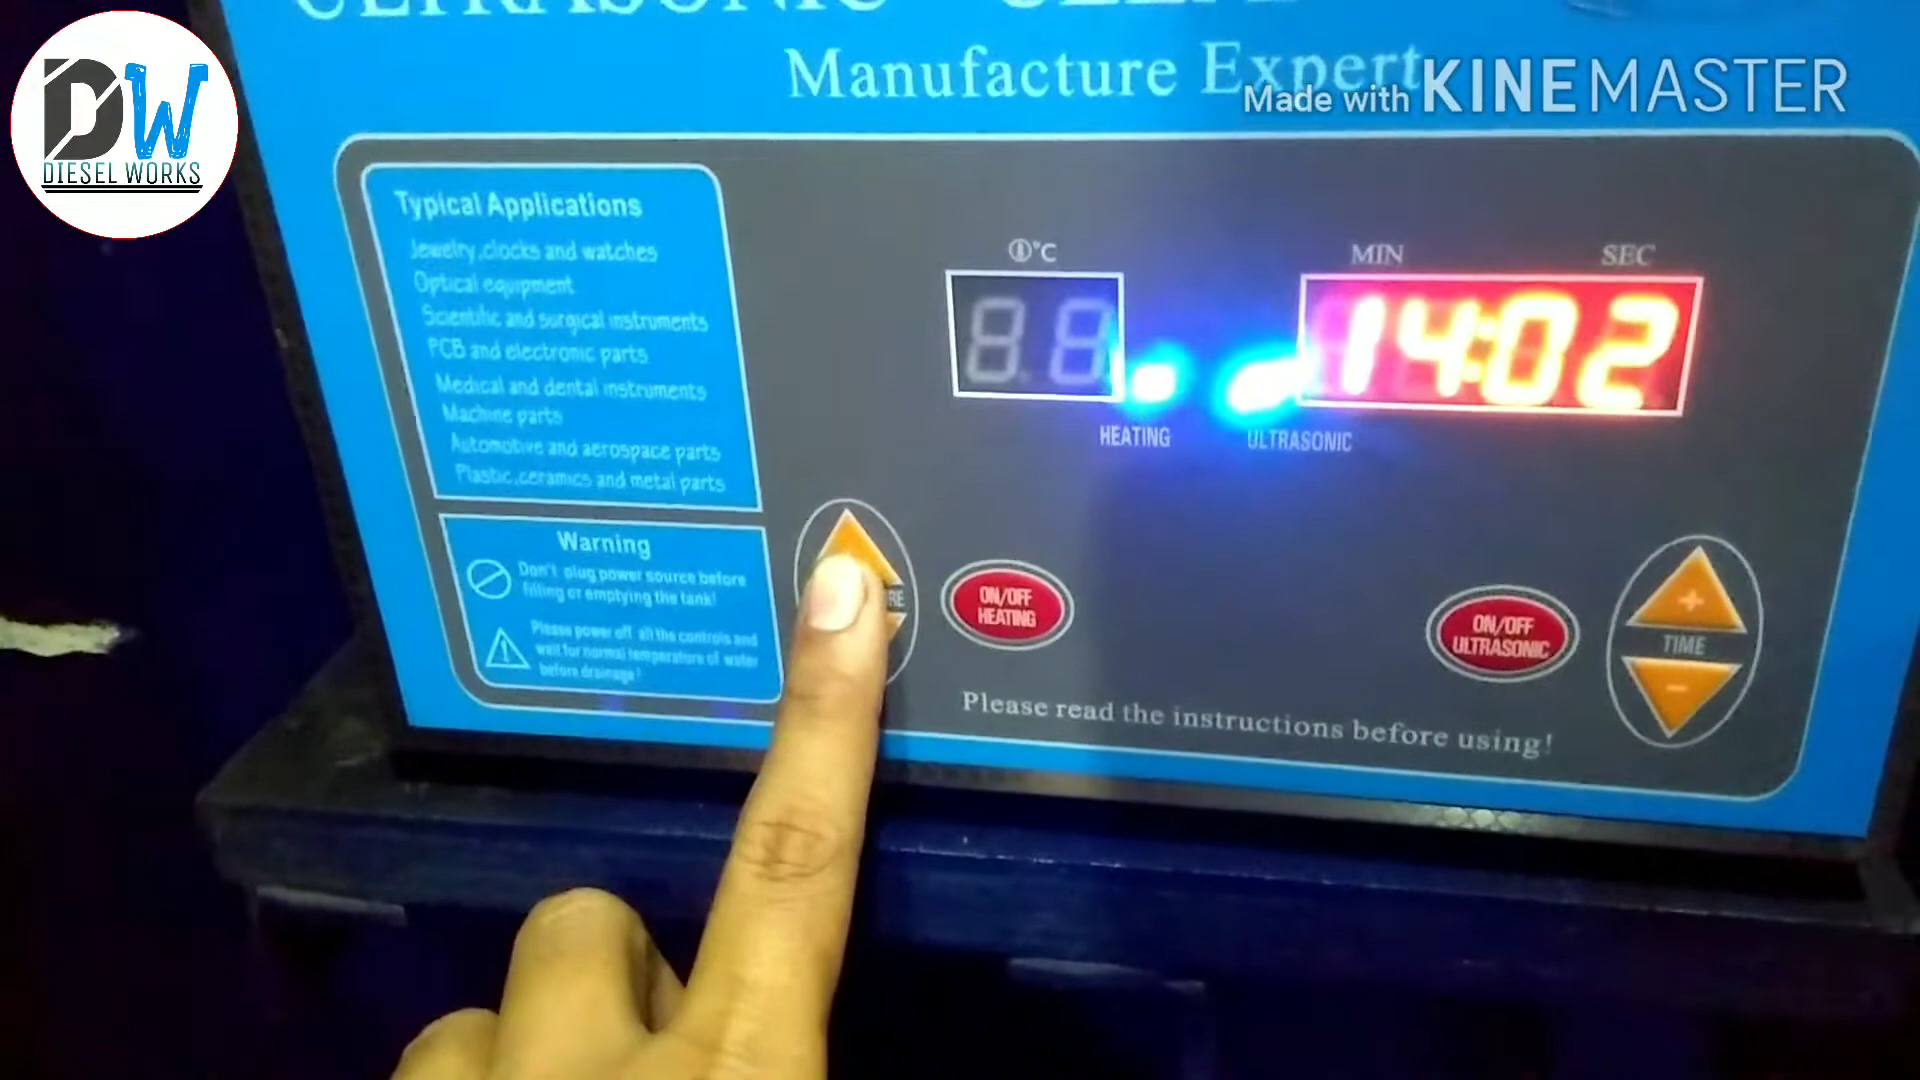 ULTRASONIC
Manufacture Expert
Made with KINEMASTER
DW
DIESEL WORKS
Typical Applications
Jewelry,clocks and watches
Optical equipment
Scientific and surgical instruments
PCB and electronic parts
Medical and dental instruments
Machine parts
Automotive and aerospace parts
Plastic,ceramics and metal parts
Warning
Don't plug power source before
filling or emptying the tank!
Please power off all the controls and
wait for normal temperature of water
before drainage!
°C
MIN SEC
14:02
HEATING ULTRASONIC
ON/OFF
HEATING
ON/OFF
ULTRASONIC
+
TIME
-
Please read the instructions before using!